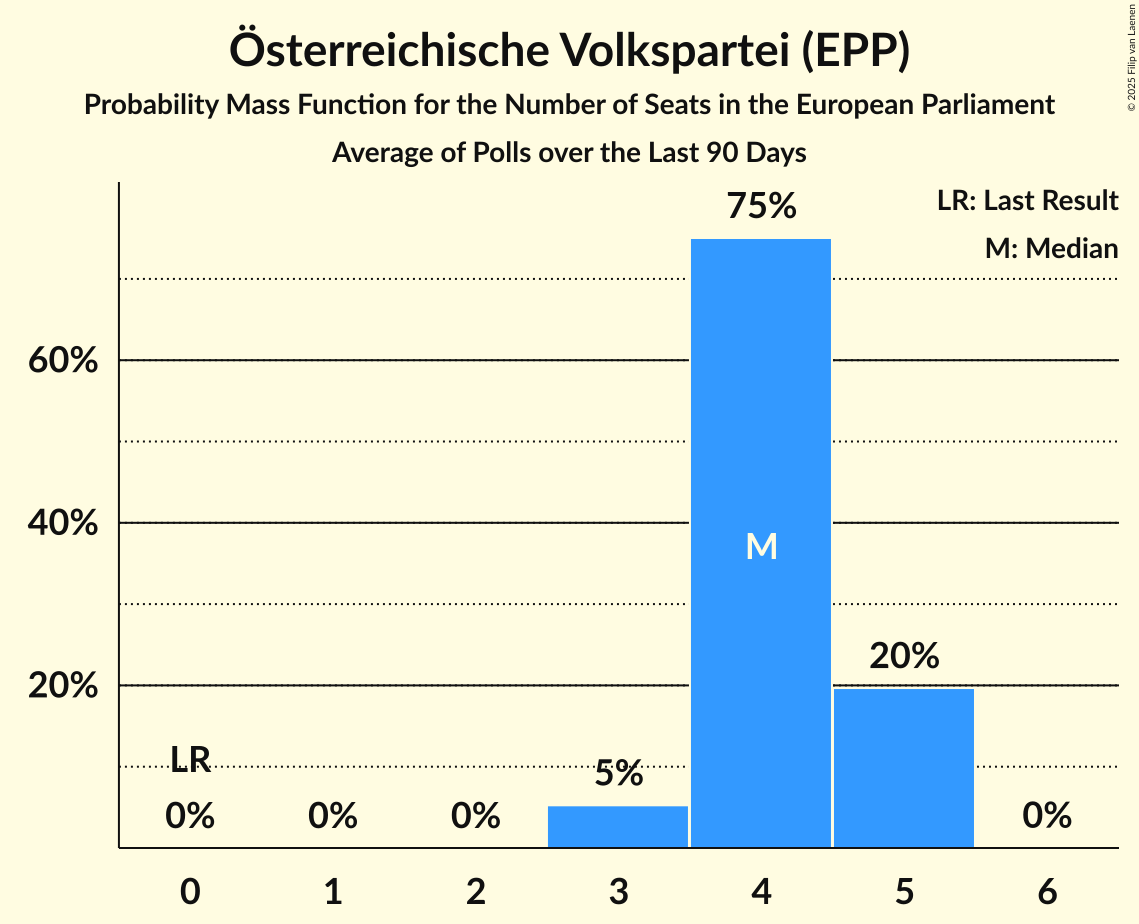 Österreichische Volkspartei (EPP)
Probability Mass Function for the Number of Seats in the European Parliament
Average of Polls over the Last 90 Days
© 2025 Filip van Laenen
LR: Last Result
M: Median
75%
60%
40%
M
20%
20%
LR
5%
0%
0%
0%
0%
0 1 2 3 4 5 6